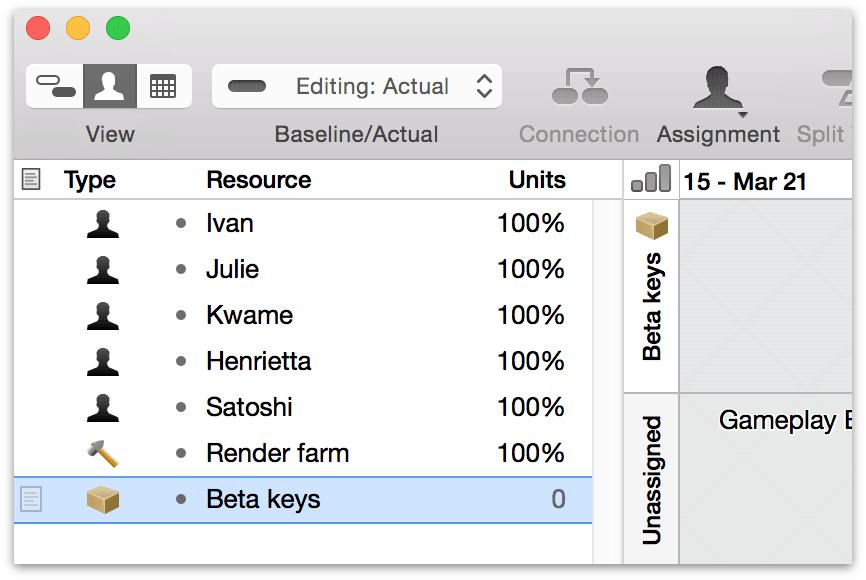 Editing: Actual
View
Baseline/Actual
Connection
Assignment
Split
Type Resource Units
15 - Mar 21
Ivan 100%
Julie 100%
Kwame 100%
Henrietta 100%
Satoshi 100%
Render farm 100%
Beta keys 0
Beta keys
Unassigned
Gameplay